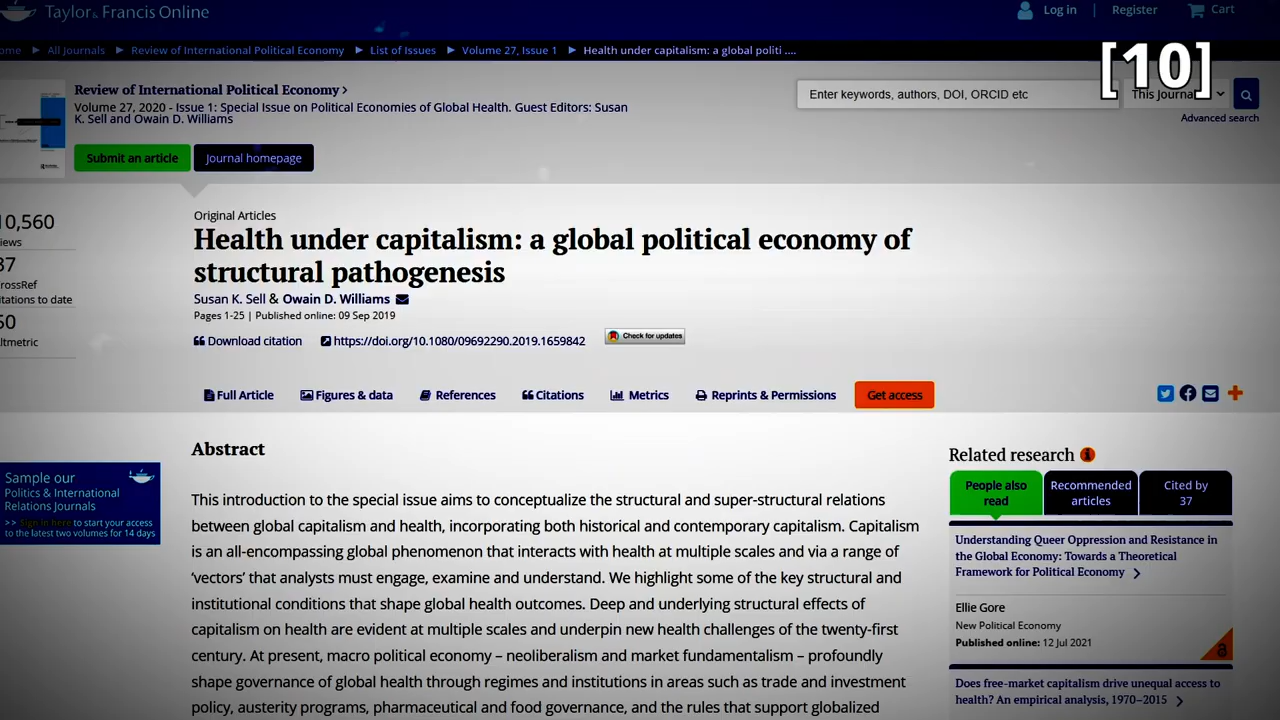 Taylor & Francis Online
Log in | Register
Cart
ome ▶ All Journals ▶ Review of International Political Economy ▶ List of Issues ▶ Volume 27, Issue 1 ▶ Health under capitalism: a global politi ....
[10]
Review of International Political Economy >
Volume 27, 2020 - Issue 1: Special Issue on Political Economies of Global Health. Guest Editors: Susan
K. Sell and Owain D. Williams
Enter keywords, authors, DOI, ORCID etc
This Journal
Advanced search
Submit an article
Journal homepage
10,560
iews
37
rossRef
itations to date
50
ltmetric
Original Articles
Health under capitalism: a global political economy of
structural pathogenesis
Susan K. Sell & Owain D. Williams
Pages 1-25 | Published online: 09 Sep 2019
Download citation
https://doi.org/10.1080/09692290.2019.1659842
Check for updates
Full Article
Figures & data
References
Citations
Metrics
Reprints & Permissions
Get access
Sample our
Politics & International
Relations Journals
>> Sign in here to start your access
to the latest two volumes for 14 days
Abstract
This introduction to the special issue aims to conceptualize the structural and super-structural relations
between global capitalism and health, incorporating both historical and contemporary capitalism. Capitalism
is an all-encompassing global phenomenon that interacts with health at multiple scales and via a range of
‘vectors’ that analysts must engage, examine and understand. We highlight some of the key structural and
institutional conditions that shape global health outcomes. Deep and underlying structural effects of
capitalism on health are evident at multiple scales and underpin new health challenges of the twenty-first
century. At present, macro political economy – neoliberalism and market fundamentalism – profoundly
shape governance of global health through regimes and institutions in areas such as trade and investment
policy, austerity programs, pharmaceutical and food governance, and the rules that support globalized
Related research
People also
read
Recommended
articles
Cited by
37
Understanding Queer Oppression and Resistance in
the Global Economy: Towards a Theoretical
Framework for Political Economy >
Ellie Gore
New Political Economy
Published online: 12 Jul 2021
Does free-market capitalism drive unequal access to
health? An empirical analysis, 1970–2015 >